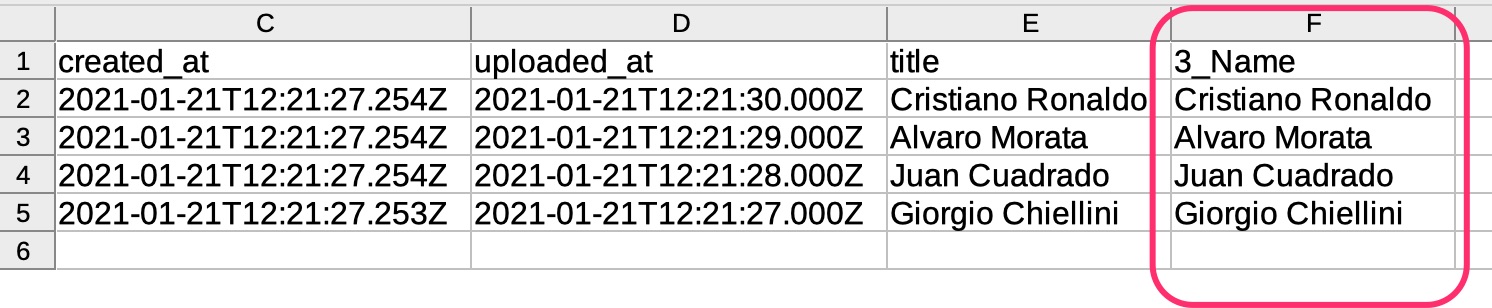 C D E F
1 created_at uploaded_at title 3_Name
2 2021-01-21T12:21:27.254Z 2021-01-21T12:21:30.000Z Cristiano Ronaldo Cristiano Ronaldo
3 2021-01-21T12:21:27.254Z 2021-01-21T12:21:29.000Z Alvaro Morata Alvaro Morata
4 2021-01-21T12:21:27.254Z 2021-01-21T12:21:28.000Z Juan Cuadrado Juan Cuadrado
5 2021-01-21T12:21:27.253Z 2021-01-21T12:21:27.000Z Giorgio Chiellini Giorgio Chiellini
6